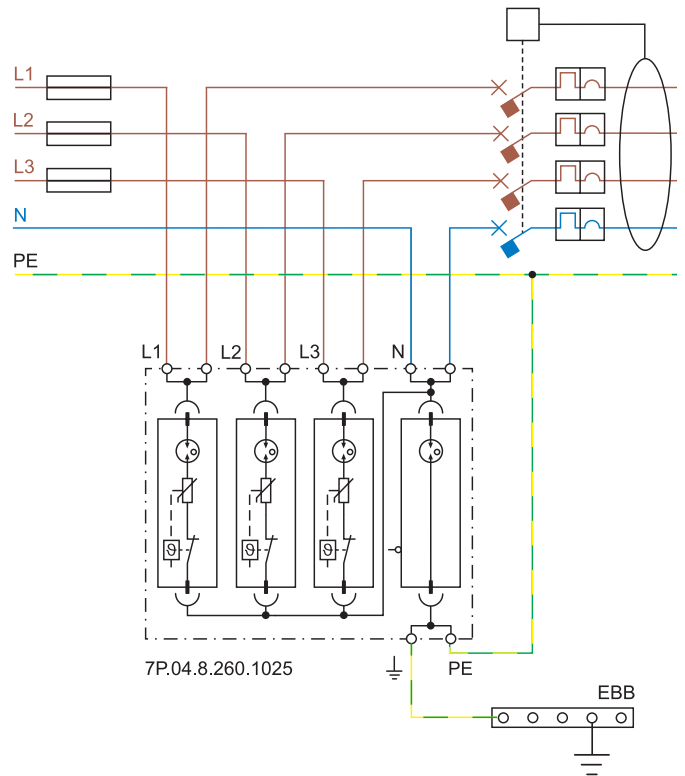 L1
L2
L3
N
PE
L1 L2 L3 N
ϑ ϑ ϑ
7P.04.8.260.1025 PE
EBB